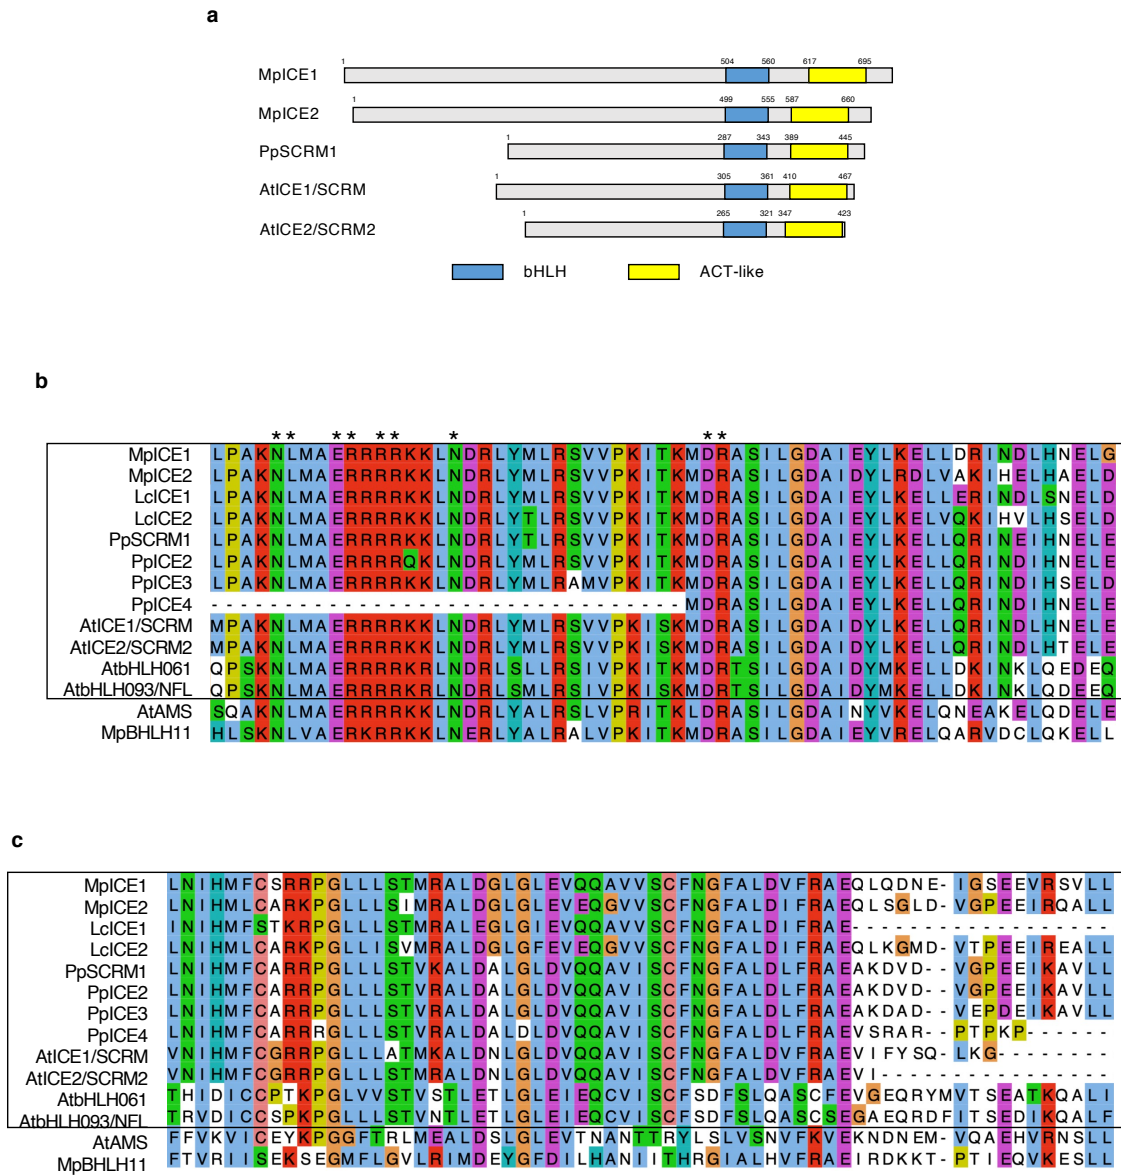 a
1 504 560 617 695
MpICE1
1 499 555 587 660
MpICE2
1 287 343 389 445
PpSCRM1
1 305 361 410 467
AtICE1/SCRM
1 265 321 347 423
AtICE2/SCRM2
bHLH ACT-like
b
** ** ** * **
MpICE1 LPAKNLMAERRRRKKLNDRLYMLRSVVPKITKMDRASILGDAIEYLKELLDRINDLHNELG
MpICE2 LPAKNLMAERRRRKKLNDRLYMLRSVVPKITKMDRASILGDAIEYLRDLVAKIHELHAELD
LcICE1 LPAKNLMAERRRRKKLNDRLYMLRSVVPKITKMDRASILGDAIEYLKELLERINDLSNELD
LcICE2 LPAKNLMAERRRRKKLNDRLYTLRSVVPKITKMDRASILGDAIEYLKELVQKIHVLHSELD
PpSCRM1 LPAKNLMAERRRRKKLNDRLYTLRSVVPKITKMDRASILGDAIEYLKELLQRINEIHNELE
PpICE2 LPAKNLMAERRRRQKLNDRLYMLRSVVPKITKMDRASILGDAIEYLKELLQRINDIHNELE
PpICE3 LPAKNLMAERRRRKKLNDRLYMLRAMVPKITKMDRASILGDAIEYLKELLQRINDIHSELD
PpICE4 --------------------------------MDRASILGDAIEYLKELLQRINDIHNELE
AtICE1/SCRM MPAKNLMAERRRRKKLNDRLYMLRSVVPKISKMDRASILGDAIDYLKELLQRINDLHNELE
AtICE2/SCRM2 MPAKNLMAERRRRKKLNDRLYMLRSVVPKISKMDRASILGDAIDYLKELLQRINDLHTELE
AtbHLH061 QPSKNLMAERRRRKRLNDRLSLLRSIVPKITKMDRTSILGDAIDYMKELLDKINKLQEDEQ
AtbHLH093/NFL QPSKNLMAERRRRKRLNDRLSMLRSIVPKISKMDRTSILGDAIDYMKELLDKINKLQDEEQ
AtAMS SQAKNLMAERRRRKKLNDRLYALRSLVPRITKLDRASILGDAINYVKELQNEAKELQDELE
MpBHLH11 HLSKNLVAERKRRKKLNERLYALRALVPKITKMDRASILGDAIEYVRELQARVDCLQKELL
c
MpICE1 LNIHMFCSRRPGLLLSTMRALDGLGLEVQQAVVSCFNGFALDVFRAEQLQDNE-IGSEEVRSVLL
MpICE2 LNIHMLCARKPGLLLSIMRALDGLGLEVEQGVVSCFNGFALDIFRAEQLSGLD-VGPEEIRQALL
LcICE1 INIHMFSTKRPGLLLSTMRALEGLGIEVQQAVVSCFNGFALDIFRAE------------------
LcICE2 LNIHMLCARKPGLLISVMRALDGLGFEVEQGVVSCFNGFALDIFRAEQLKGMD-VTPEEIREALL
PpSCRM1 LNIHMFCARRPGLLLSTVKALDALGLDVQQAVISCFNGFALDLFRAEAKDVD--VGPEEIKAVLL
PpICE2 LNIHMFCARRPGLLLSTVRALDALGLDVQQAVISCFNGFALDLFRAEAKDVD--VGPEEIKAVLL
PpICE3 LNIHMFCARRPGLLLSTVRALDALGLDVQQAVISCFNGFALDLFRAEAKDAD--VEPDEIKAVLL
PpICE4 LNIHMFCARRRGLLLSTVRALDALDLDVQQAVISCFNGFALDVFRAEVSRAR--PTPKP------
AtICE1/SCRM VNIHMFCGRRPGLLLATMKALDNLGLDVQQAVISCFNGFALDVFRAEVIFYSQ-LKG--------
AtICE2/SCRM2 VNIHMFCGRRPGLLLSTMRALDNLGLDVQQAVISCFNGFALDVFRAEVI----------------
AtbHLH061 THIDICCPTKPGLVVSTVSTLETLGLEIEQCVISCFSDFSLQASCFEVGEQRYMVTSEATKQALI
AtbHLH093/NFL TRVDICCSPKPGLLLSTVNTLETLGLEIEQCVISCFSDFSLQASCSEGAEQRDFITSEDIKQALF
AtAMS FFVKVICEYKPGGFTRLMEALDSLGLEVTNANTTRYLSLVSNVFKVEKNDNEM-VQAEHVRNSLL
MpBHLH11 FTVRIISEKSEGMFLGVLRIMDEYGFDILHANIITHRGIALHVFRAEIRDKKT-PTIEQVKESLL